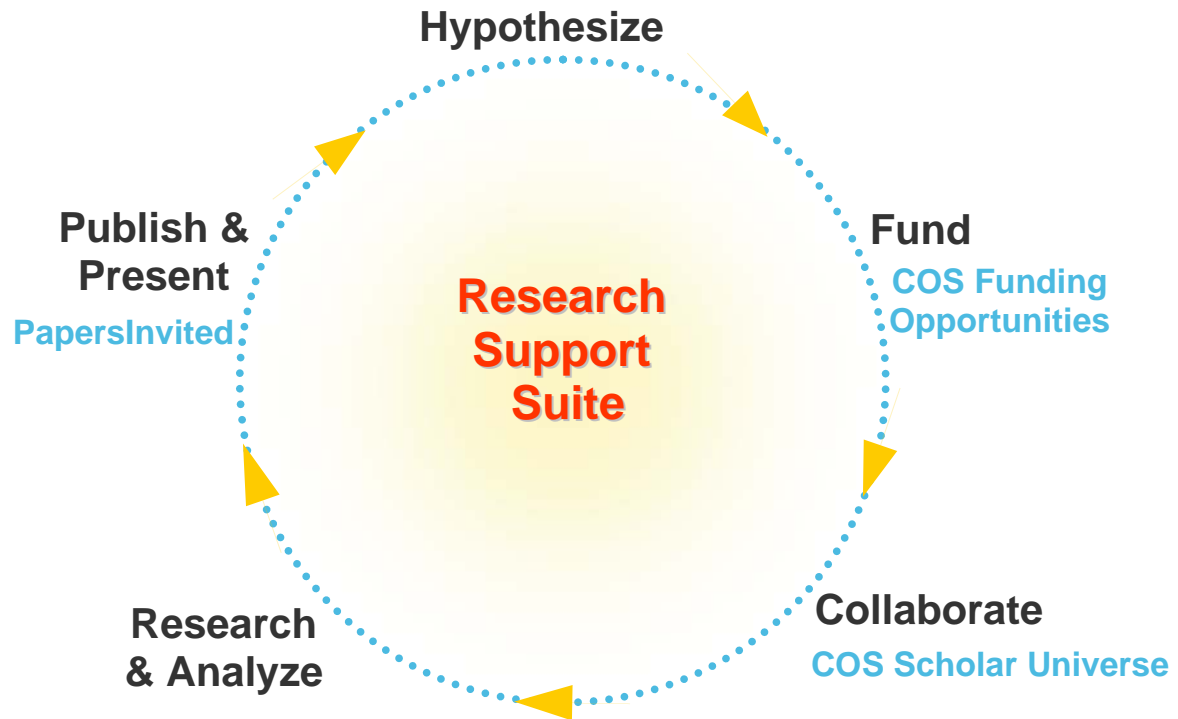 Hypothesize
Fund
COS Funding
Opportunities
Collaborate
COS Scholar Universe
Research
& Analyze
Publish &
Present
PapersInvited
Research
Support
Suite